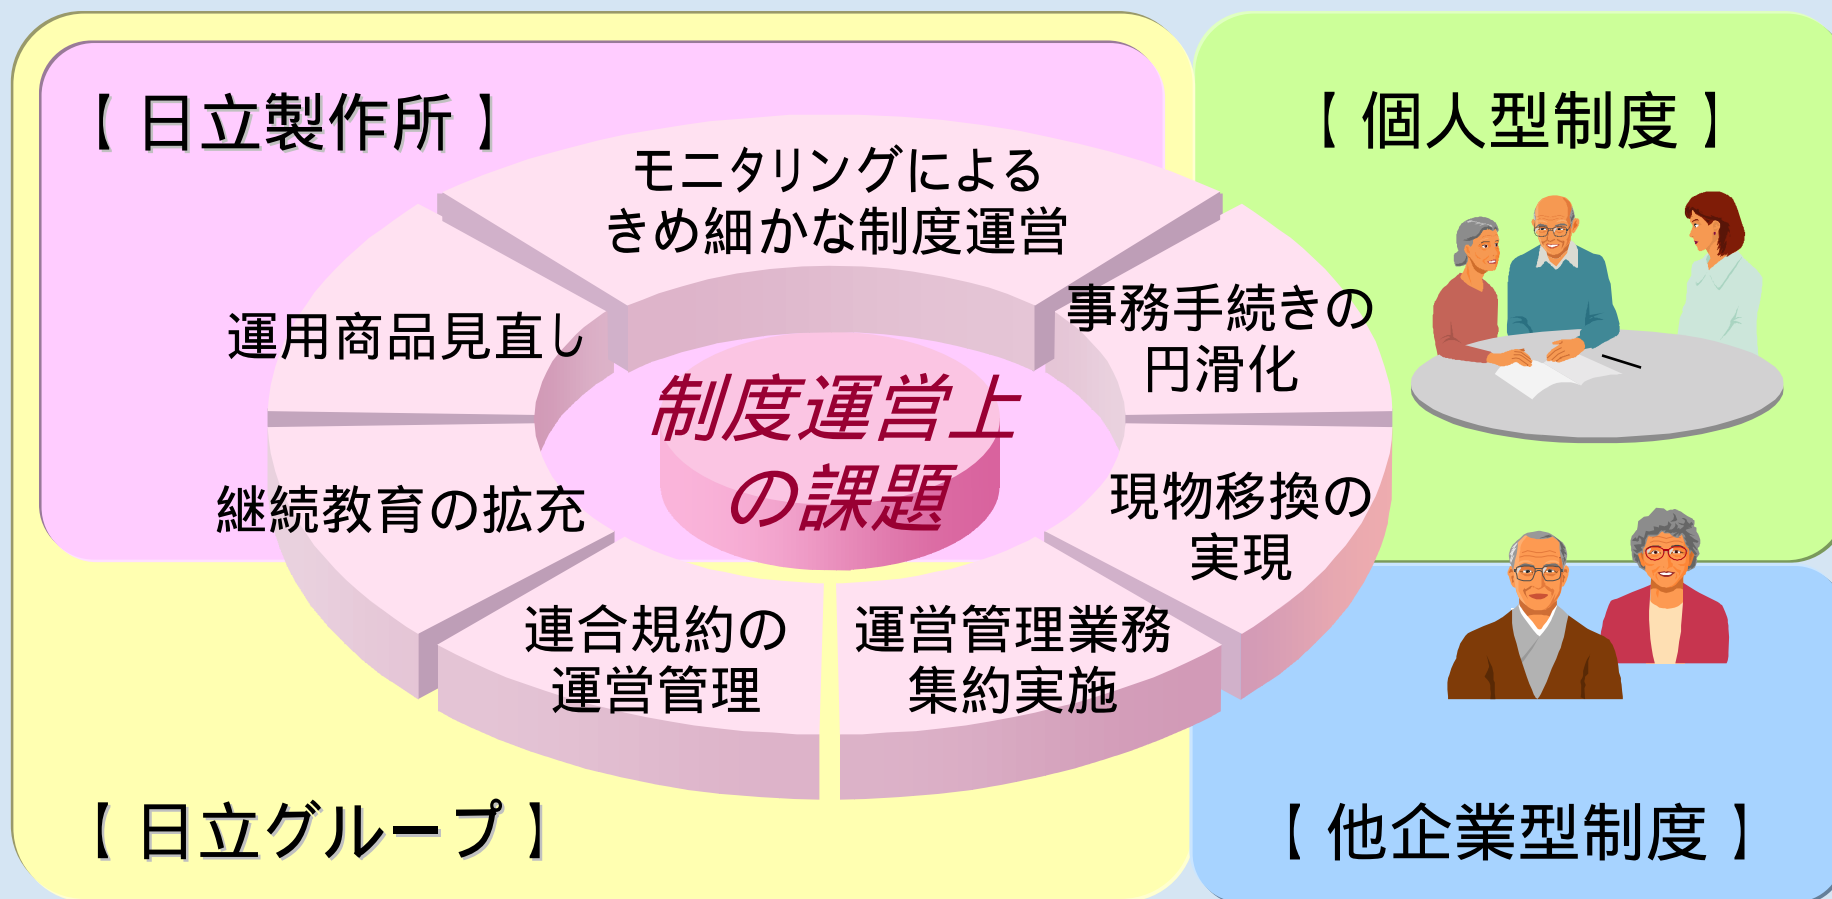 【 日立製作所 】
【 個人型制度 】
モニタリングによる
きめ細かな制度運営
事務手続きの
円滑化
運用商品見直し
制度運営上
の課題
継続教育の拡充
現物移換の
実現
連合規約の
運営管理
運営管理業務
集約実施
【 日立グループ 】
【 他企業型制度 】